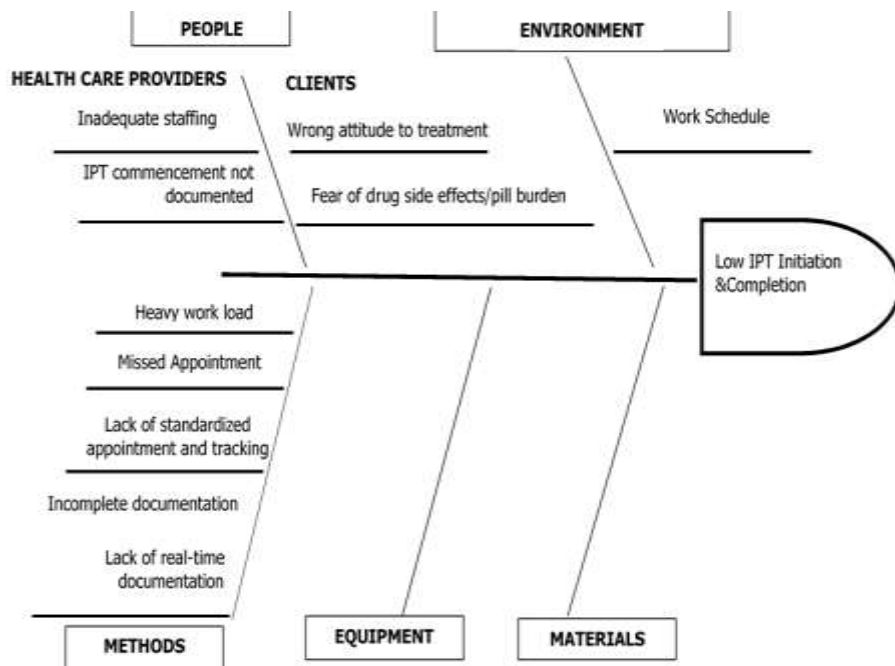 PEOPLE
ENVIRONMENT
HEALTH CARE PROVIDERS
CLIENTS
Inadequate staffing
Wrong attitude to treatment
Work Schedule
IPT commencement not
documented
Fear of drug side effects/pill burden
Low IPT Initiation
&Completion
Heavy work load
Missed Appointment
Lack of standardized
appointment and tracking
Incomplete documentation
Lack of real-time
documentation
METHODS
EQUIPMENT
MATERIALS